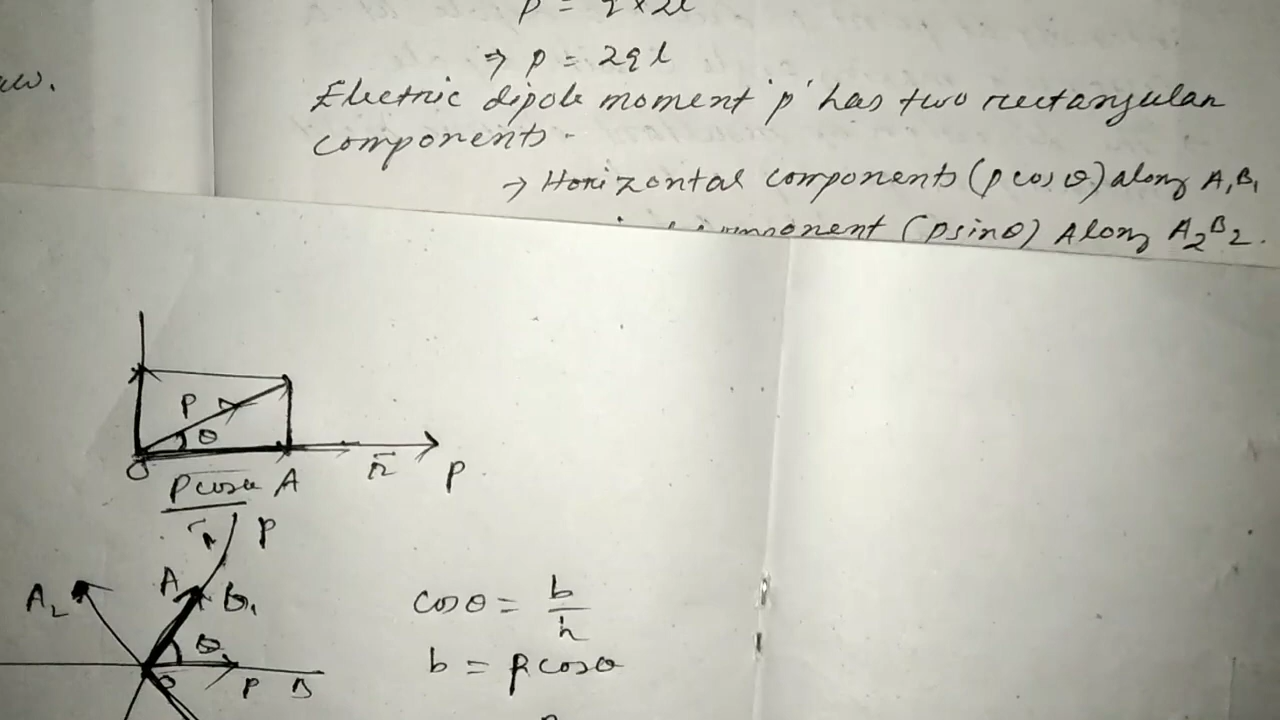 p = q × 2l
⇒ p = 2ql
Electric dipole moment 'p' has two rectangular
components.
→ Horizontal components (p cos θ) along A₁B₁
component (p sin θ) Along A₂B₂.
P
θ
O
A
P
P
A₂
A
B₁
θ
P B
cos θ = b/h
b = p cos θ